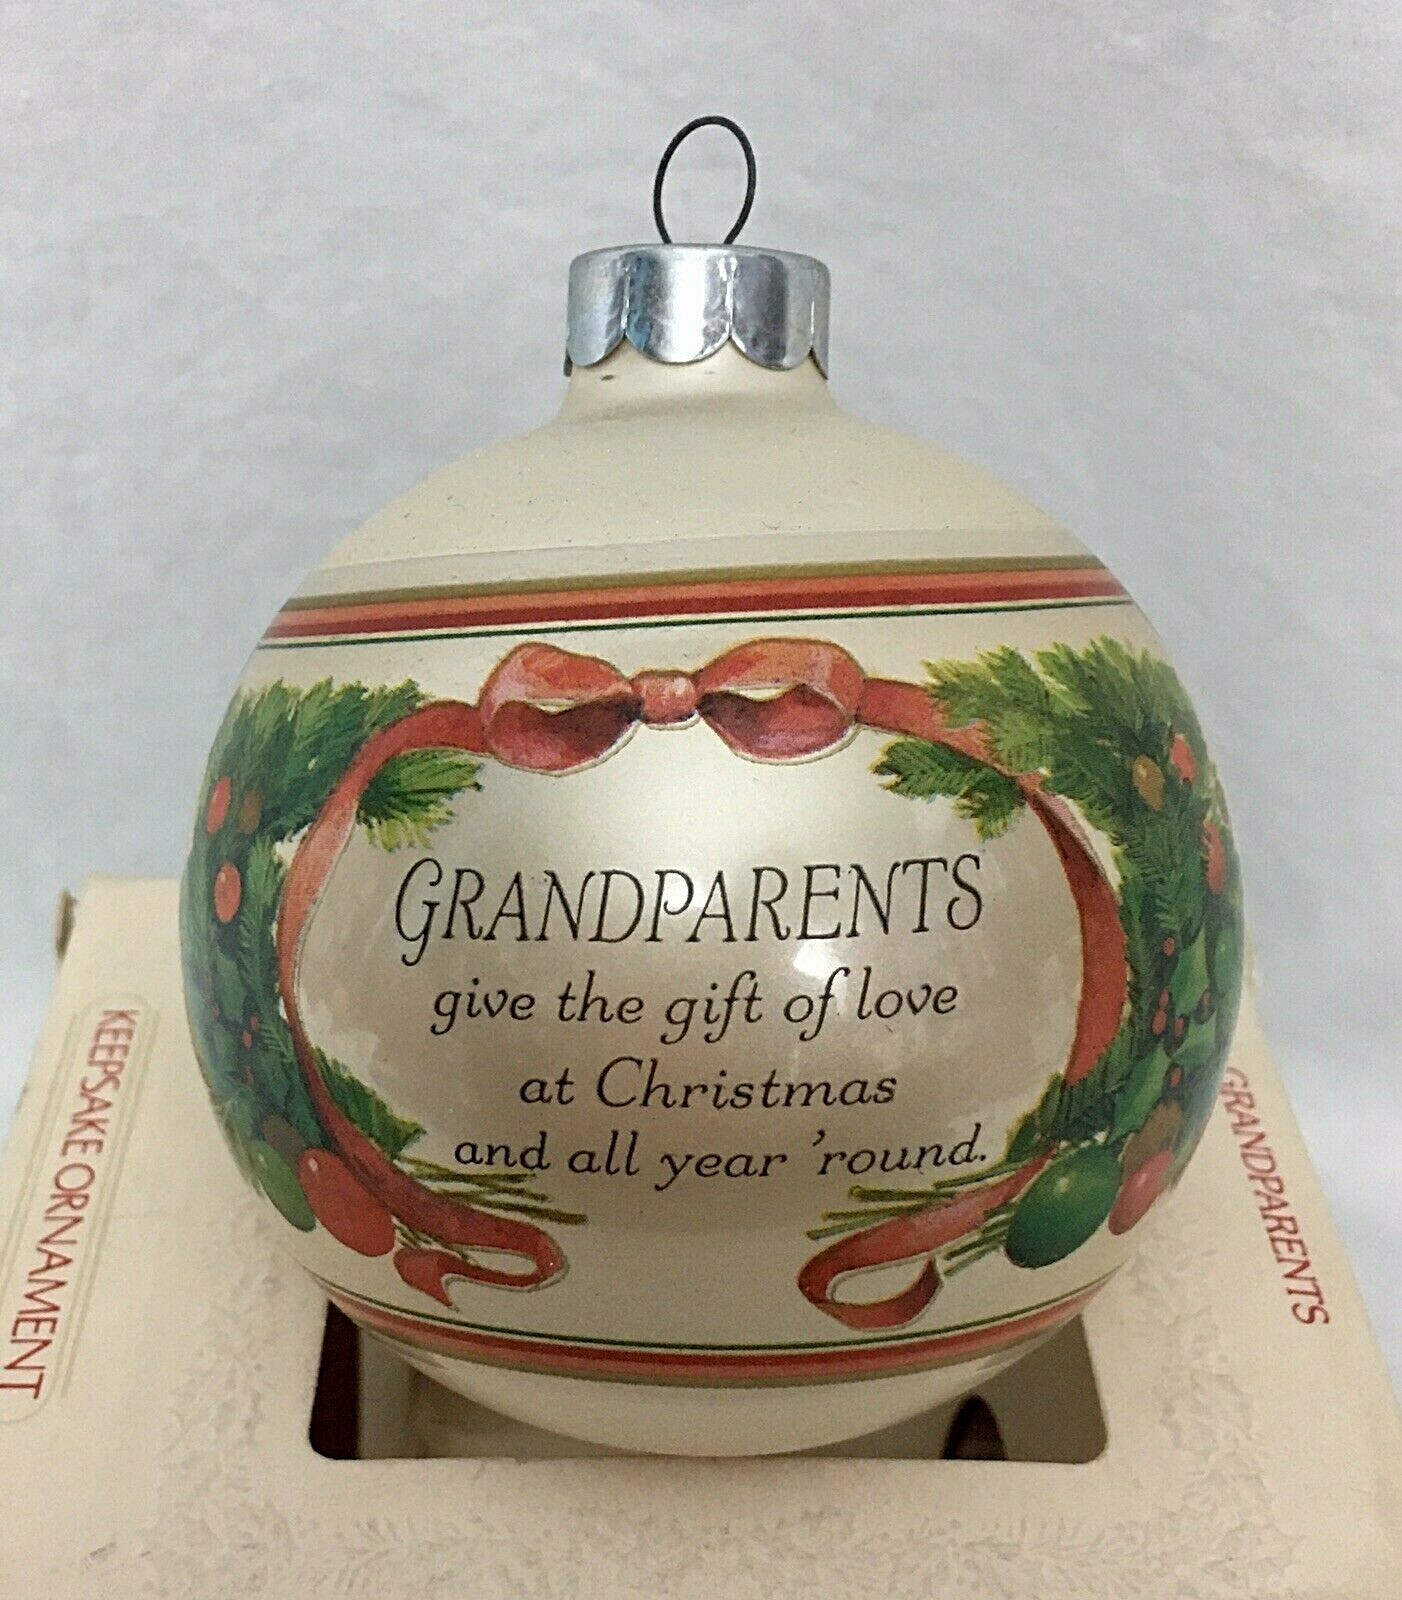 GRANDPARENTS
give the gift of love
at Christmas
and all year 'round.
KEEPSAKE ORNAMENT
GRANDPARENTS